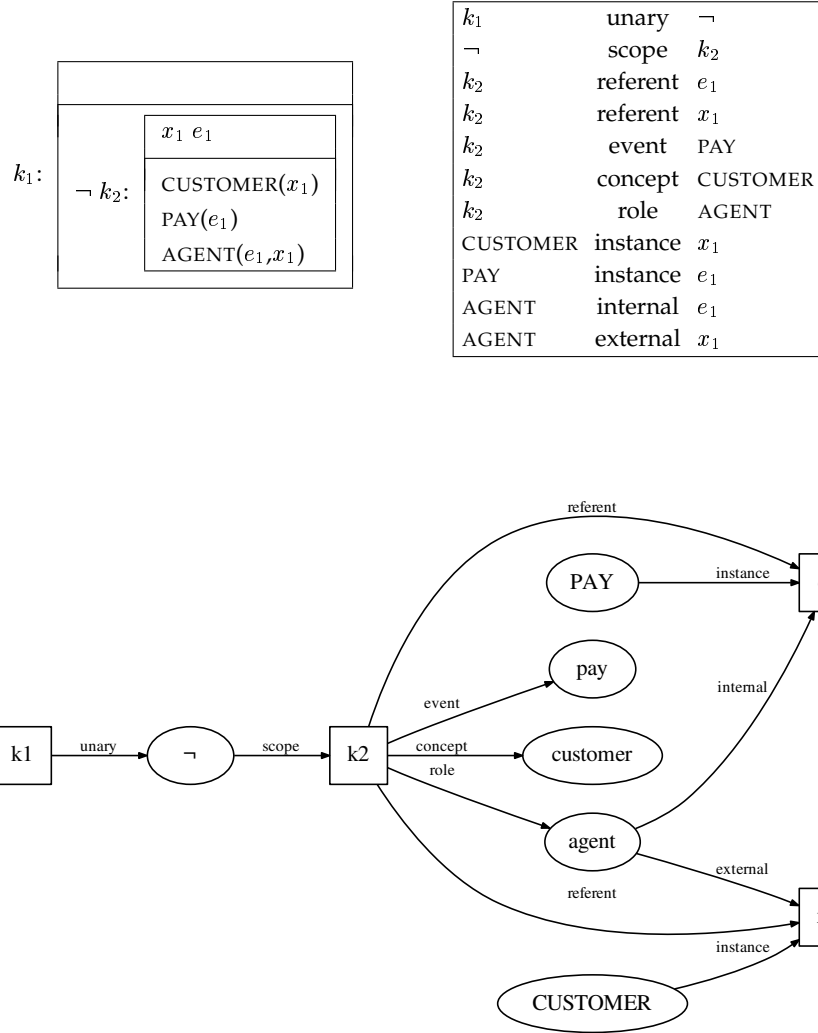 k₁:
¬ k₂:
x₁ e₁
CUSTOMER(x₁)
PAY(e₁)
AGENT(e₁,x₁)
k₁ unary ¬
¬ scope k₂
k₂ referent e₁
k₂ referent x₁
k₂ event PAY
k₂ concept CUSTOMER
k₂ role AGENT
CUSTOMER instance x₁
PAY instance e₁
AGENT internal e₁
AGENT external x₁
referent
PAY
instance
pay
internal
event
k1
unary
¬
scope
k2
concept
customer
role
agent
external
referent
instance
CUSTOMER